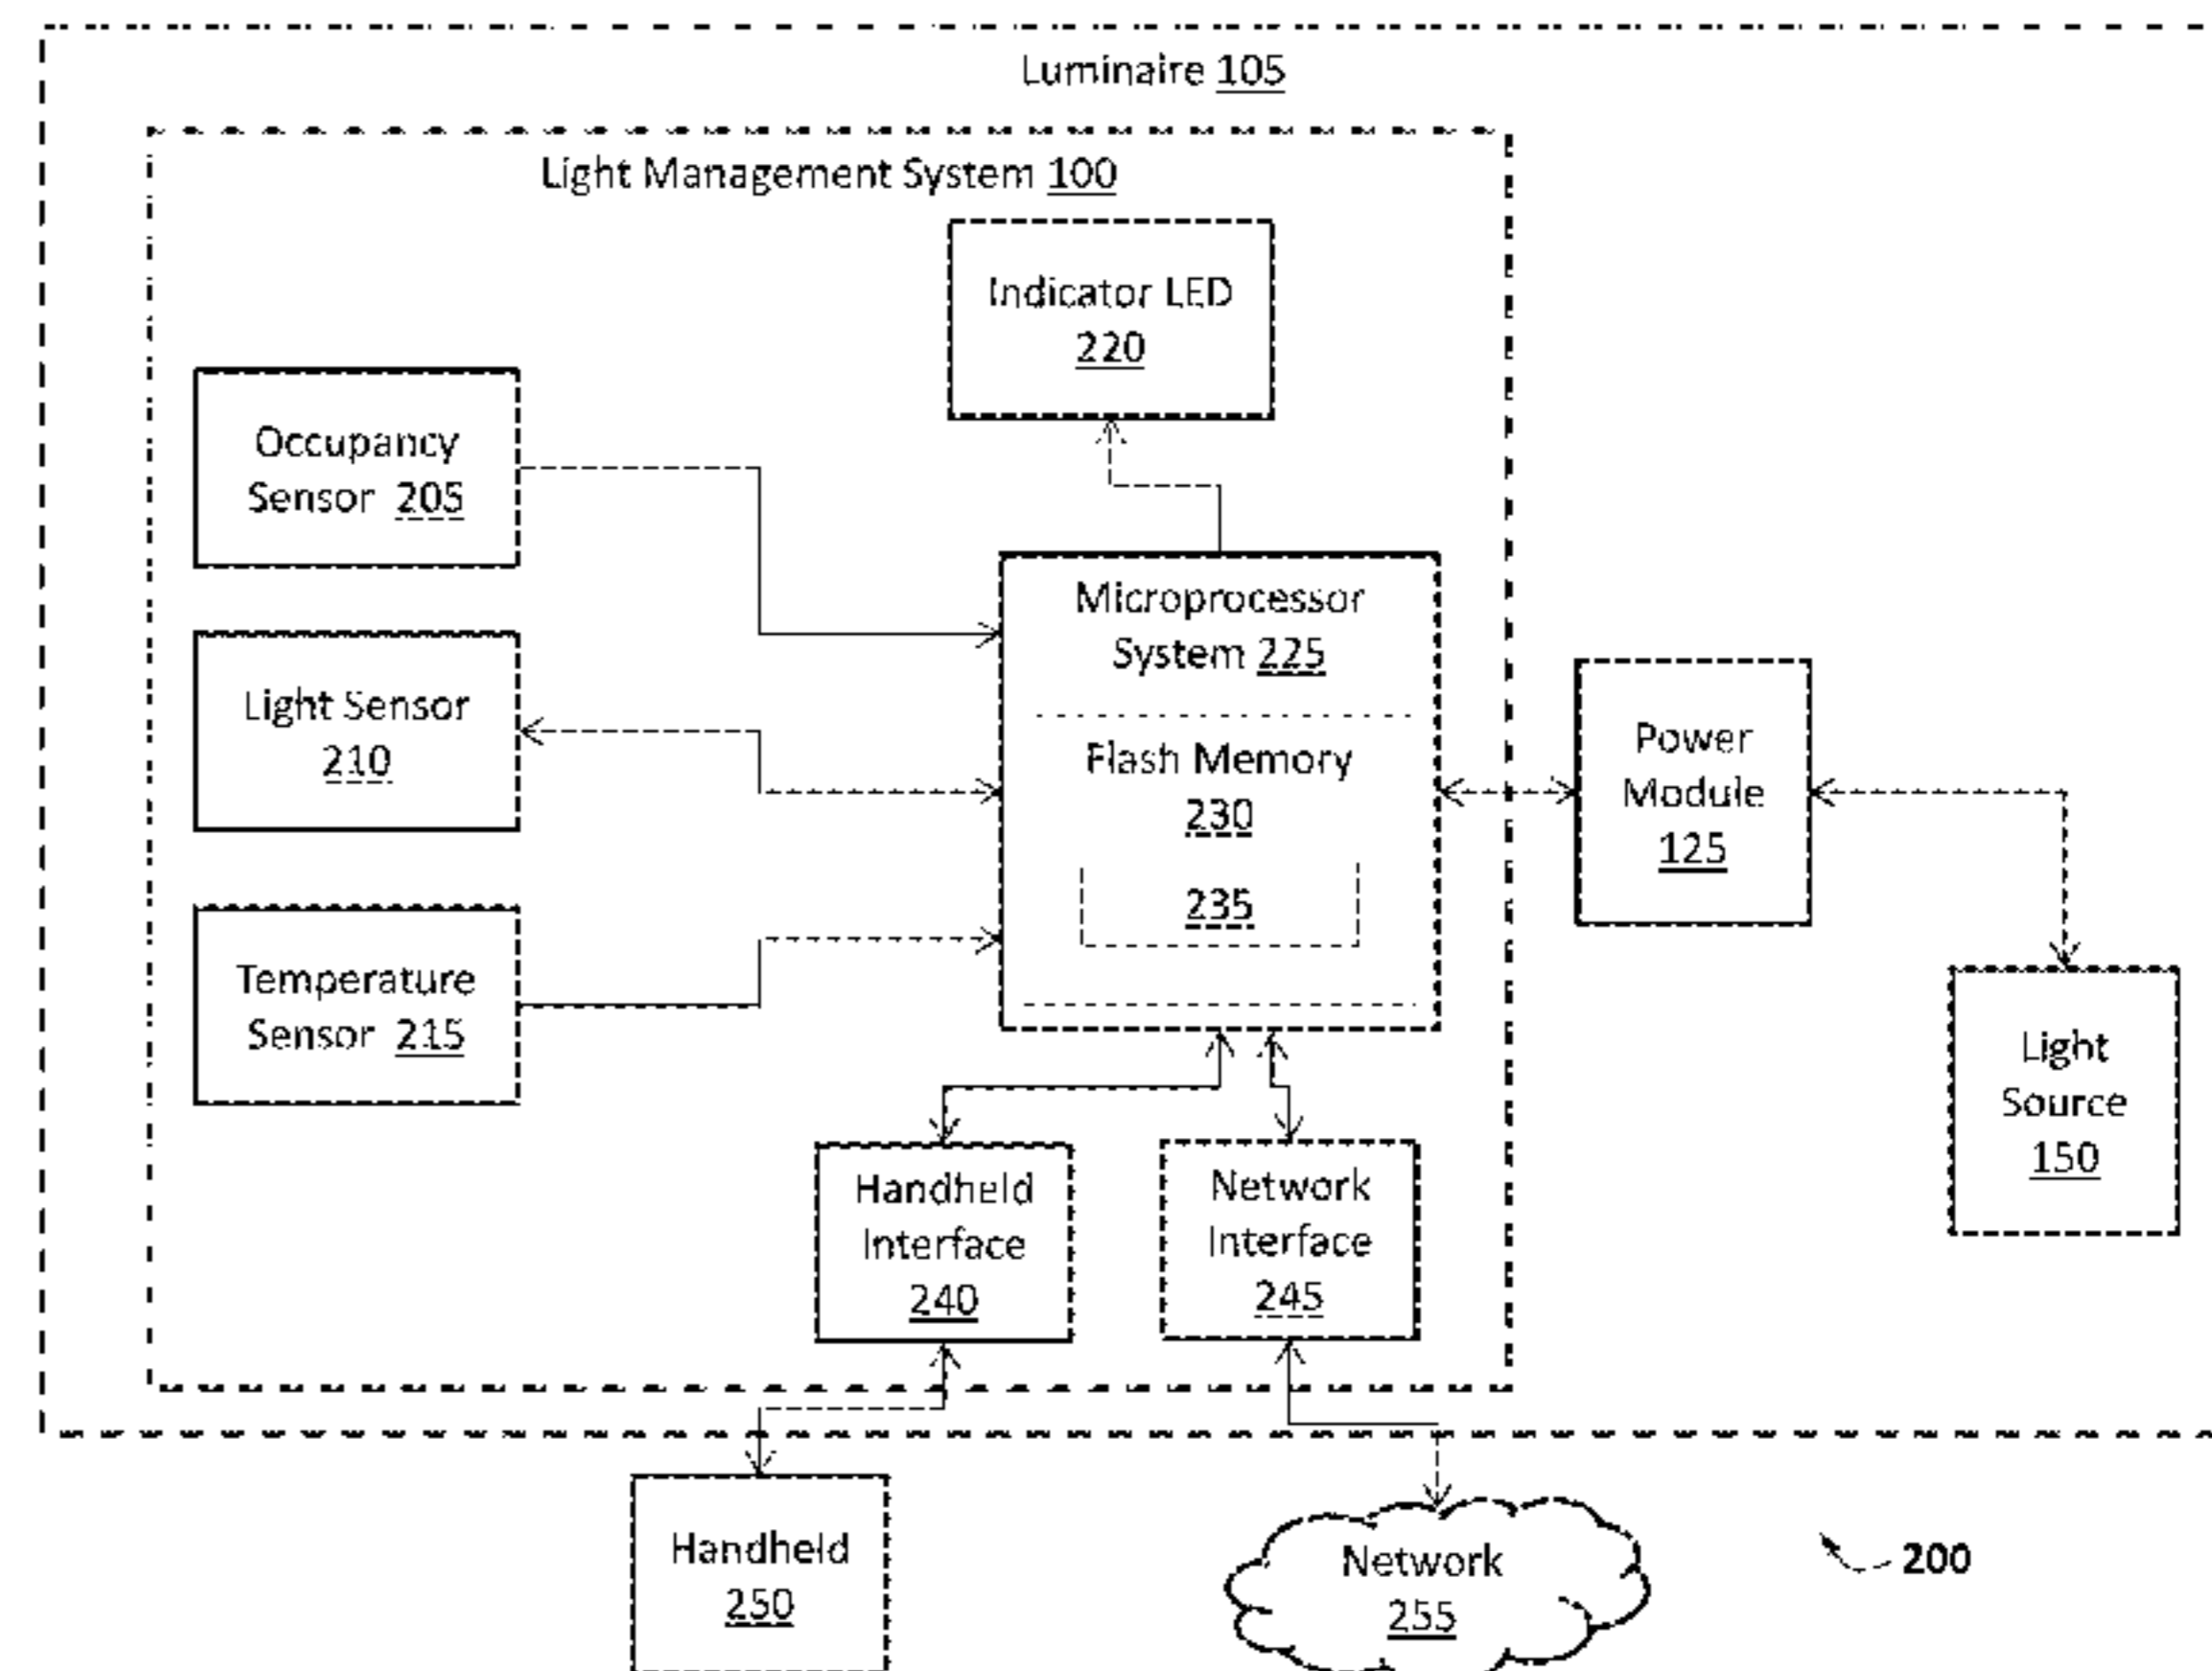 Luminaire 105
Light Management System 100
Indicator LED
220
Occupancy
Sensor 205
Microprocessor
System 225
Light Sensor
210
Flash Memory
230
235
Power
Module
125
Temperature
Sensor 215
Light
Source
150
Handheld
Interface
240
Network
Interface
245
Handheld
250
Network
255
200